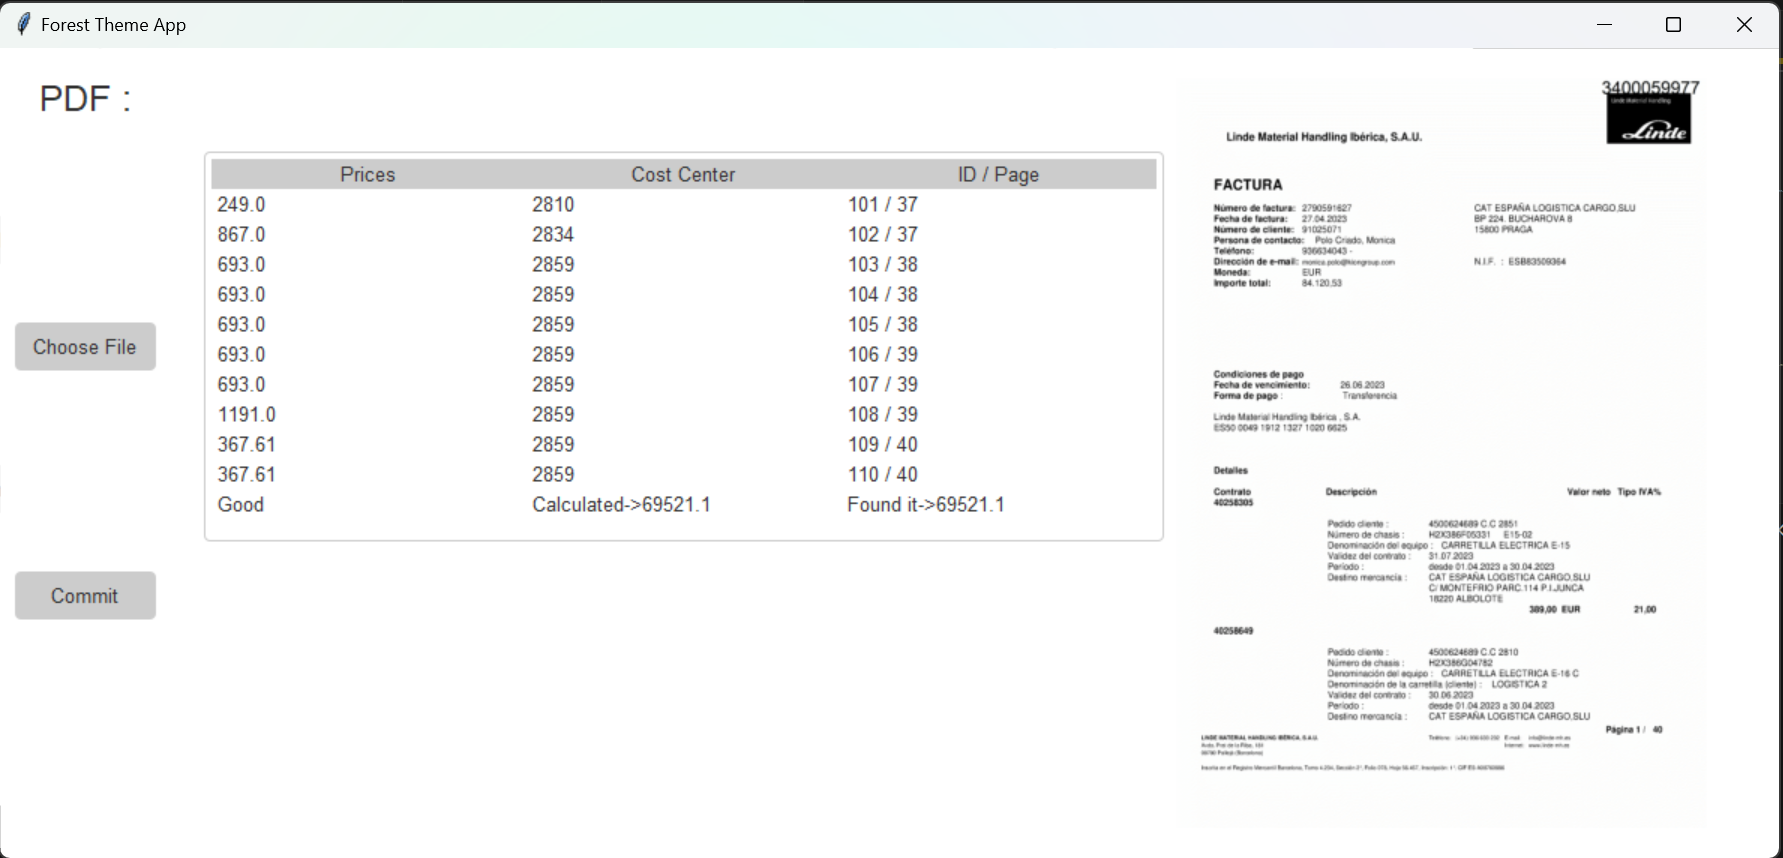 Forest Theme App
PDF :
Choose File
Commit
Prices Cost Center ID / Page
249.0 2810 101 / 37
867.0 2834 102 / 37
693.0 2859 103 / 38
693.0 2859 104 / 38
693.0 2859 105 / 38
693.0 2859 106 / 39
693.0 2859 107 / 39
1191.0 2859 108 / 39
367.61 2859 109 / 40
367.61 2859 110 / 40
Good Calculated->69521.1 Found it->69521.1
3400059977
Linde Material Handling
Linde
Linde Material Handling Ibérica, S.A.U.
FACTURA
Número de factura: 2790591627
Fecha de factura: 27.04.2023
Número de cliente: 91025071
Persona de contacto: Polo Criado, Monica
Teléfono: 936634043 -
Dirección de e-mail: monica.polo@kiongroup.com
Moneda: EUR
Importe total: 84.120,53
CAT ESPAÑA LOGISTICA CARGO,SLU
BP 224. BUCHAROVA 8
15800 PRAGA
N.I.F. : ESB83509364
Condiciones de pago
Fecha de vencimiento: 26.06.2023
Forma de pago : Transferencia
Linde Material Handling Ibérica , S.A.
ES50 0049 1912 1327 1020 6625
Detalles
Contrato Descripción Valor neto Tipo IVA%
40258305
Pedido cliente : 4500624689 C.C 2851
Número de chasis : H2X386F05331 E15-02
Denominación del equipo : CARRETILLA ELECTRICA E-15
Validez del contrato : 31.07.2023
Período : desde 01.04.2023 a 30.04.2023
Destino mercancía : CAT ESPAÑA LOGISTICA CARGO,SLU
C/ MONTEFRIO PARC.114 P.I.JUNCA
18220 ALBOLOTE
389,00 EUR 21,00
40258649
Pedido cliente : 4500624689 C.C 2810
Número de chasis : H2X386G04782
Denominación del equipo : CARRETILLA ELECTRICA E-16 C
Denominación de la carretilla (cliente) : LOGISTICA 2
Validez del contrato : 30.06.2023
Período : desde 01.04.2023 a 30.04.2023
Destino mercancía : CAT ESPAÑA LOGISTICA CARGO,SLU
Página 1 / 40
LINDE MATERIAL HANDLING IBÉRICA, S.A.U.